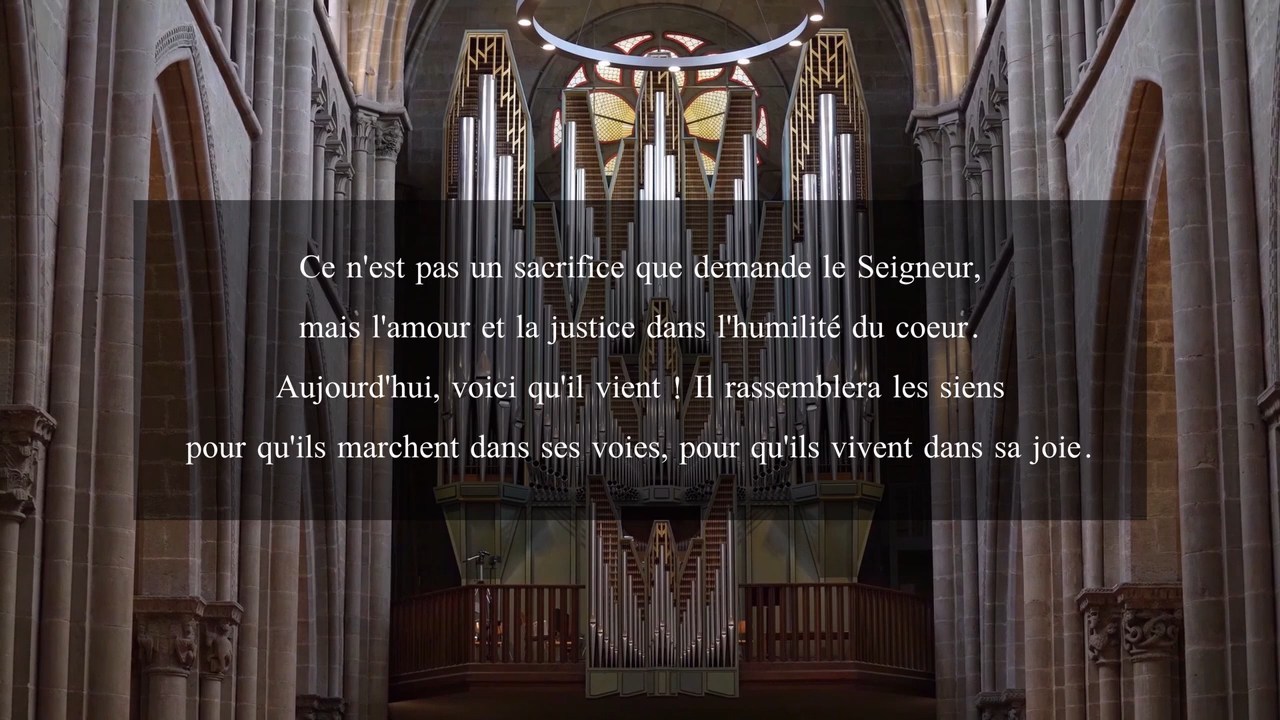 Ce n'est pas un sacrifice que demande le Seigneur,
mais l'amour et la justice dans l'humilité du coeur.
Aujourd'hui, voici qu'il vient ! Il rassemblera les siens
pour qu'ils marchent dans ses voies, pour qu'ils vivent dans sa joie.